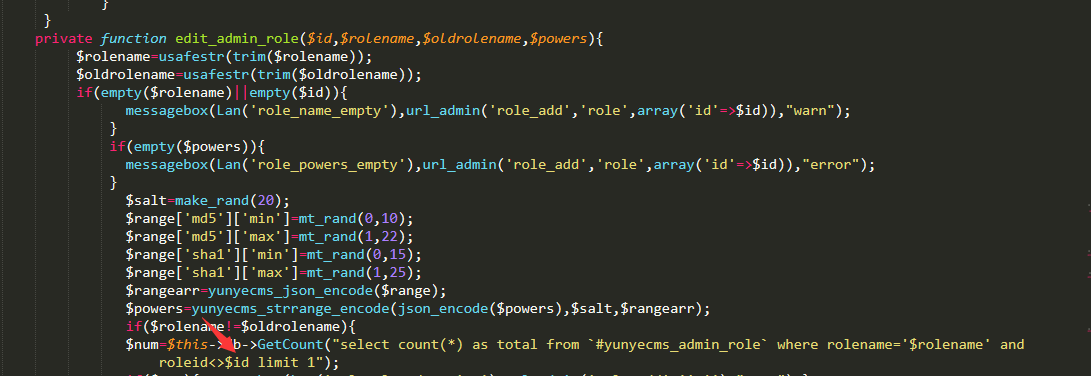 }
}
private function edit_admin_role($id,$rolename,$oldrolename,$powers){
$rolename=usafestr(trim($rolename));
$oldrolename=usafestr(trim($oldrolename));
if(empty($rolename)||empty($id)){
messagebox(Lan('role_name_empty'),url_admin('role_add','role',array('id'=>$id)),"warn");
}
if(empty($powers)){
messagebox(Lan('role_powers_empty'),url_admin('role_add','role',array('id'=>$id)),"error");
}
$salt=make_rand(20);
$range['md5']['min']=mt_rand(0,10);
$range['md5']['max']=mt_rand(1,22);
$range['sha1']['min']=mt_rand(0,15);
$range['sha1']['max']=mt_rand(1,25);
$rangearr=yunyecms_json_encode($range);
$powers=yunyecms_strrange_encode(json_encode($powers),$salt,$rangearr);
if($rolename!=$oldrolename){
$num=$this->db->GetCount("select count(*) as total from `#yunyecms_admin_role` where rolename='$rolename' and
roleid<>$id limit 1");